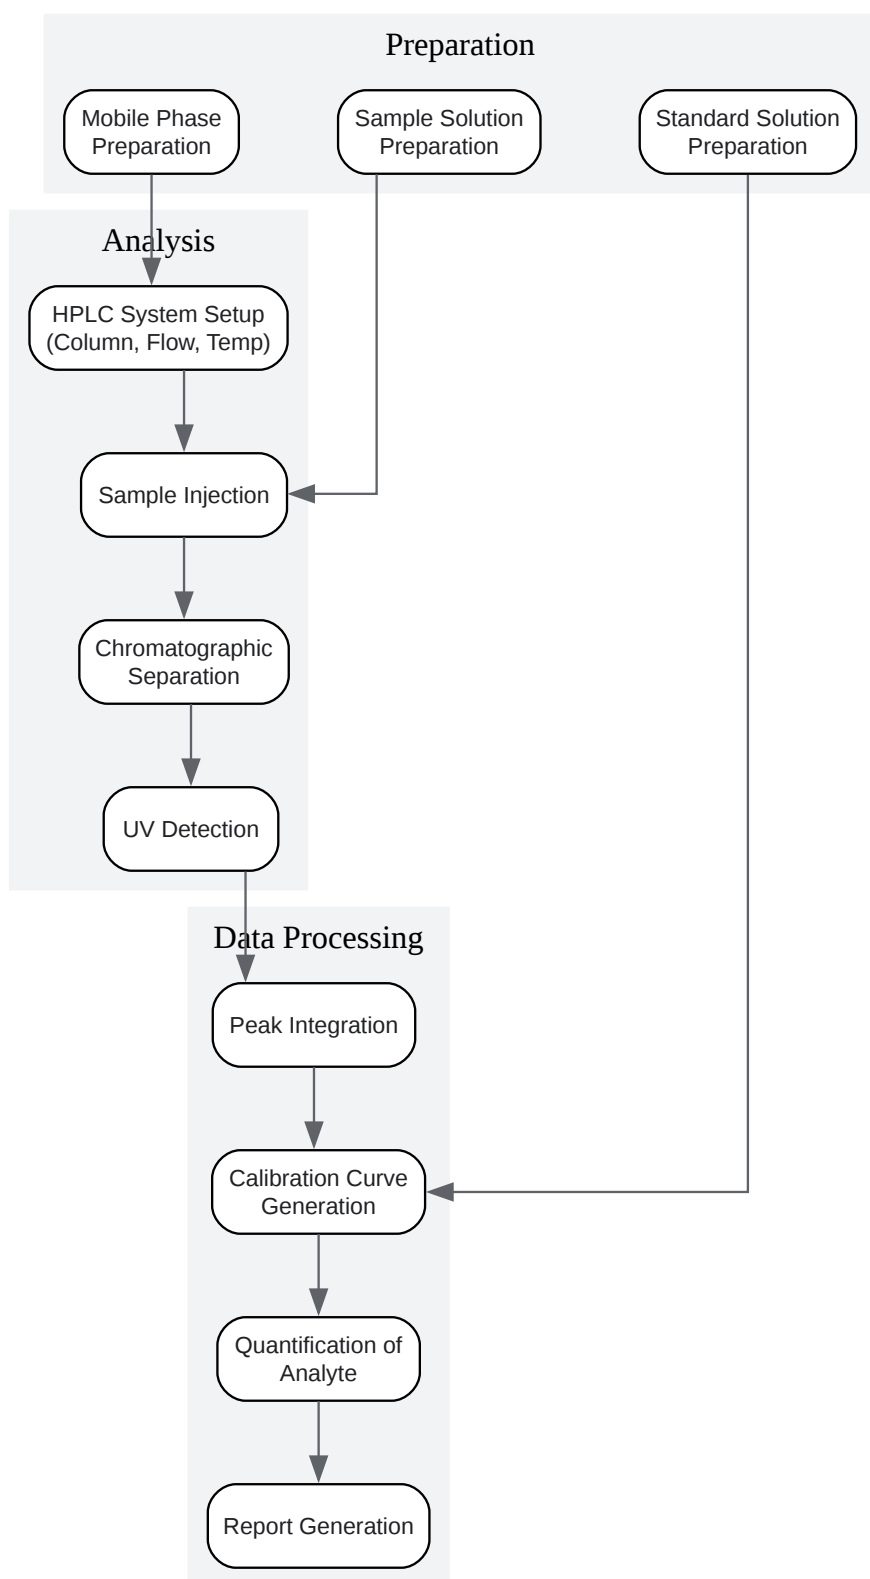 Preparation
Mobile Phase
Preparation
Sample Solution
Preparation
Standard Solution
Preparation
Analysis
HPLC System Setup
(Column, Flow, Temp)
Sample Injection
Chromatographic
Separation
UV Detection
Data Processing
Peak Integration
Calibration Curve
Generation
Quantification of
Analyte
Report Generation